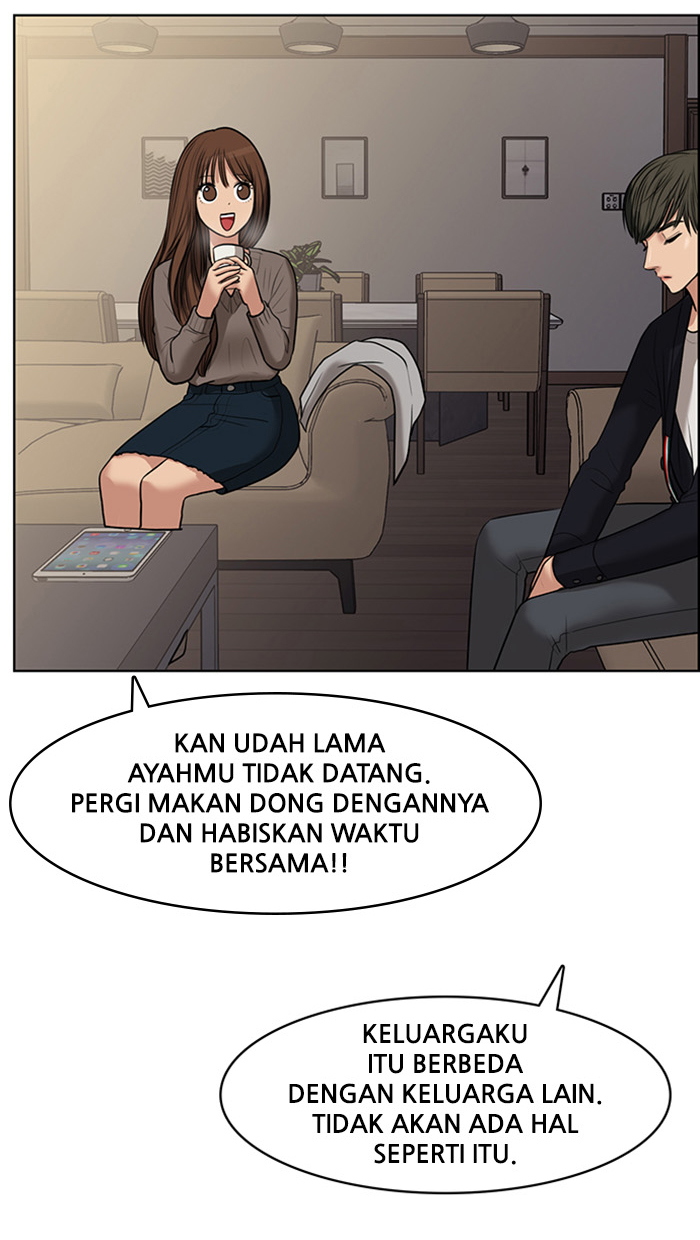 KAN UDAH LAMA
AYAHMU TIDAK DATANG.
PERGI MAKAN DONG DENGANNYA
DAN HABISKAN WAKTU
BERSAMA!!
KELUARGAKU
ITU BERBEDA
DENGAN KELUARGA LAIN.
TIDAK AKAN ADA HAL
SEPERTI ITU.